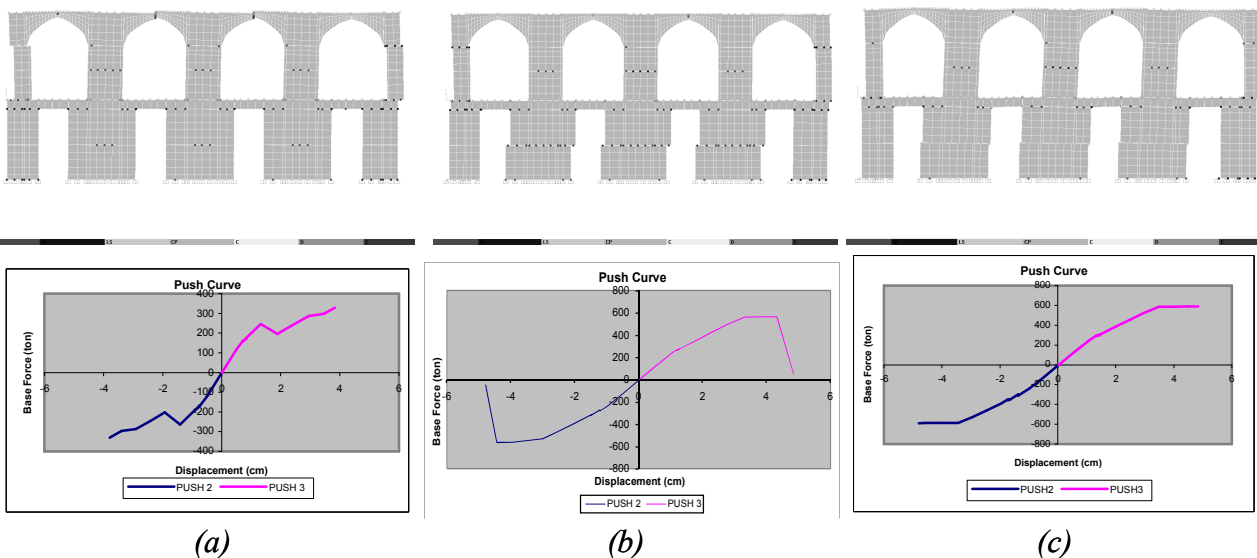 LS CP C D E
LS CP C D E
LS CP C D E
Push Curve
400
300
200
100
0
-100
-200
-300
-400
-6 -4 -2 0 2 4 6
Base Force (ton)
Displacement (cm)
PUSH 2 PUSH 3
Push Curve
800
600
400
200
0
-200
-400
-600
-800
-6 -4 -2 0 2 4 6
Base Force (ton)
Displacement (cm)
PUSH 2 PUSH 3
Push Curve
800
600
400
200
0
-200
-400
-600
-800
-6 -4 -2 0 2 4 6
Base Force (ton)
Displacement (cm)
PUSH2 PUSH3
(a) (b) (c)